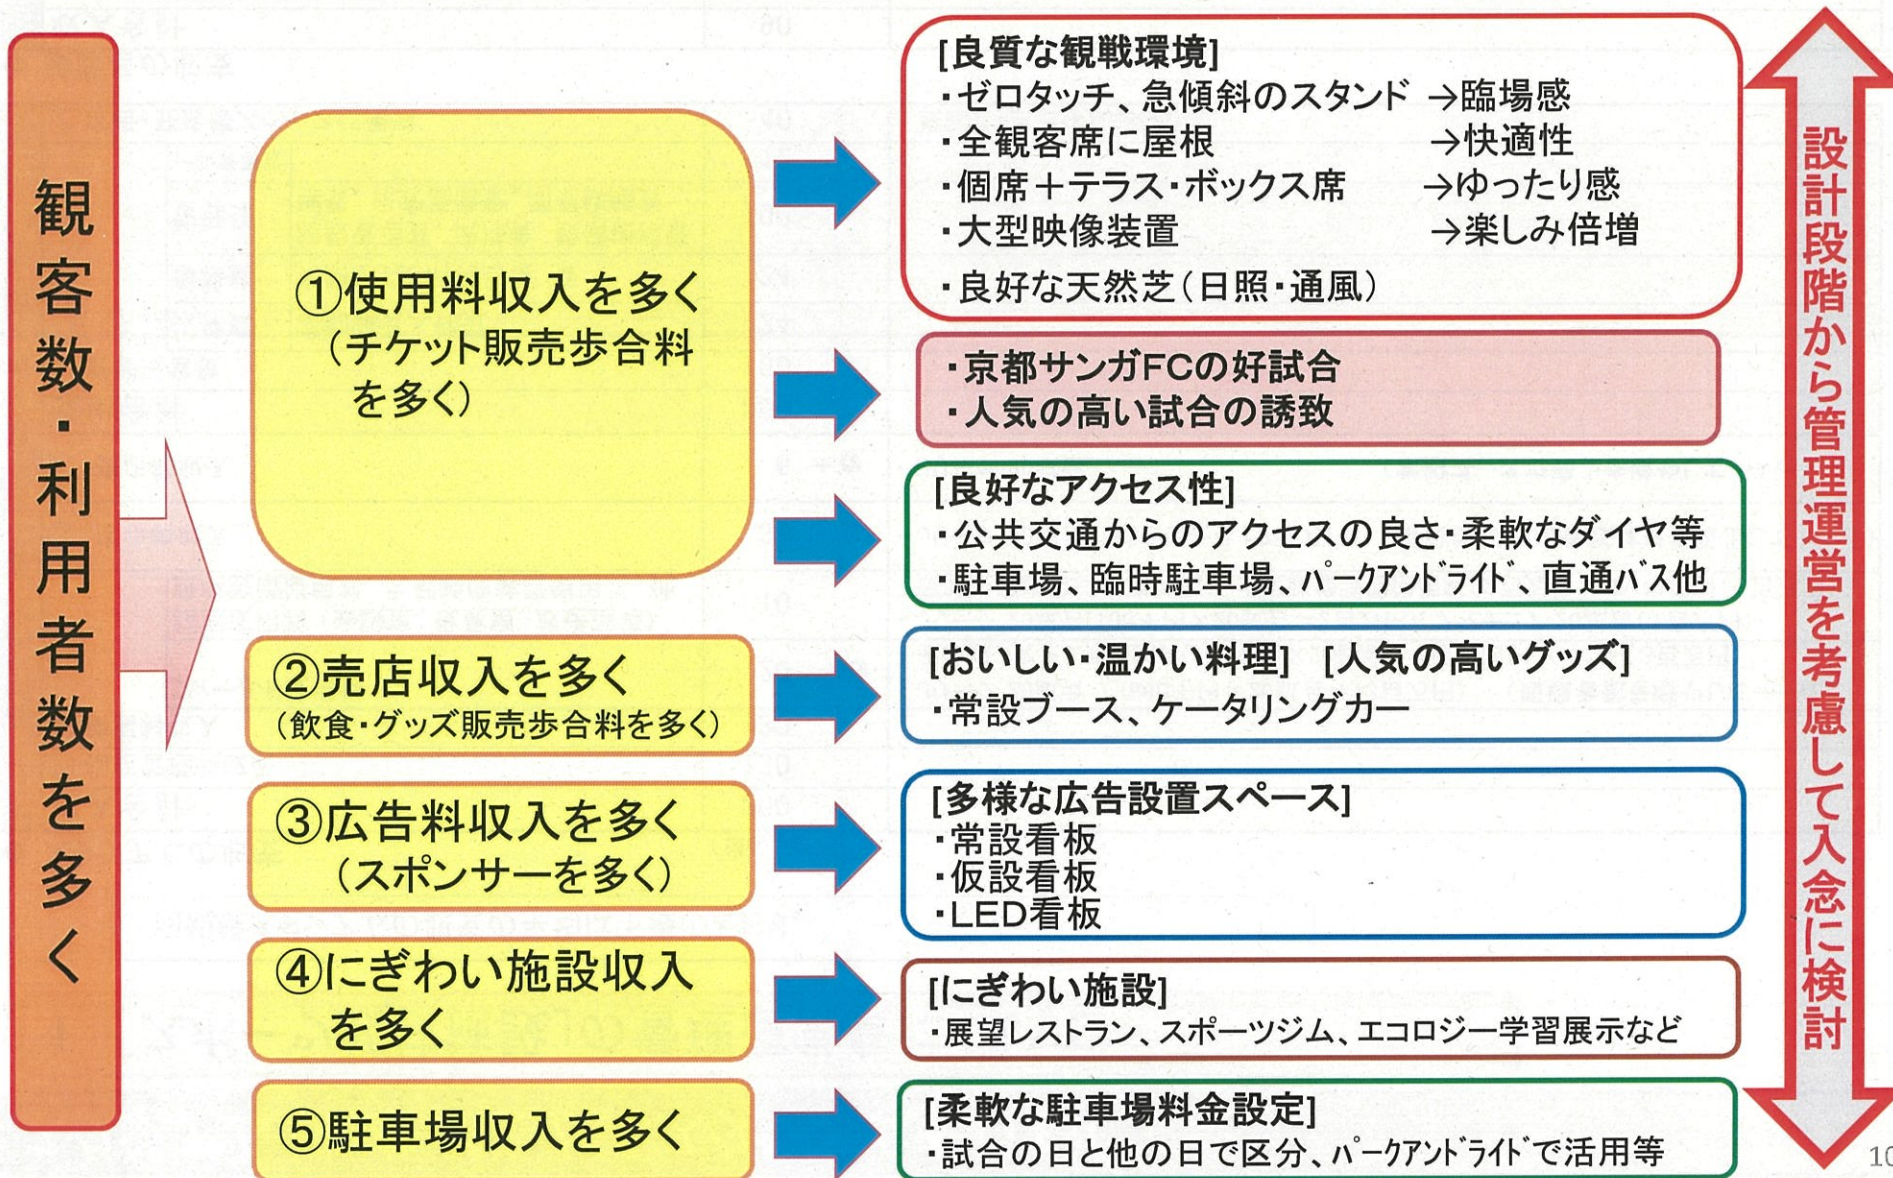 観客数・利用者数を多く
①使用料収入を多く
（チケット販売歩合料
を多く）
[良質な観戦環境]
・ゼロタッチ、急傾斜のスタンド →臨場感
・全観客席に屋根 →快適性
・個席＋テラス・ボックス席 →ゆったり感
・大型映像装置 →楽しみ倍増
・良好な天然芝（日照・通風）
・京都サンガFCの好試合
・人気の高い試合の誘致
[良好なアクセス性]
・公共交通からのアクセスの良さ・柔軟なダイヤ等
・駐車場、臨時駐車場、ﾊﾟｰｸｱﾝﾄﾞﾗｲﾄﾞ、直通ﾊﾞｽ他
②売店収入を多く
（飲食・グッズ販売歩合料を多く）
[おいしい・温かい料理] [人気の高いグッズ]
・常設ブース、ケータリングカー
③広告料収入を多く
（スポンサーを多く）
[多様な広告設置スペース]
・常設看板
・仮設看板
・LED看板
④にぎわい施設収入
を多く
[にぎわい施設]
・展望レストラン、スポーツジム、エコロジー学習展示など
⑤駐車場収入を多く
[柔軟な駐車場料金設定]
・試合の日と他の日で区分、ﾊﾟｰｸｱﾝﾄﾞﾗｲﾄﾞで活用等
設計段階から管理運営を考慮して入念に検討
10